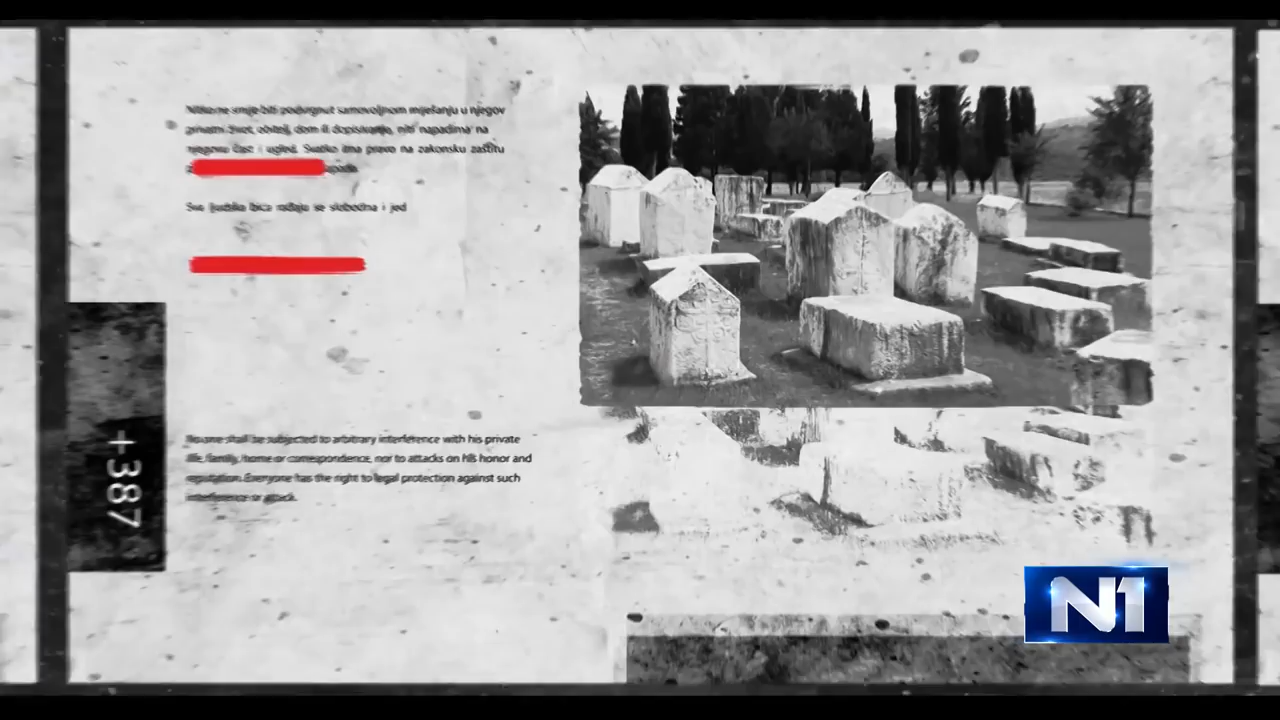 Nitko ne smije biti podvrgnut samovoljnom miješanju u njegov
privatni život, obitelj, dom ili dopisivanje, niti napadima na
njegovu čast i ugled. Svatko ima pravo na zakonsku zaštitu
Sva ljudska bića rađaju se slobodna i jed
+387
No one shall be subjected to arbitrary interference with his private
life, family, home or correspondence, nor to attacks on his honor and
reputation. Everyone has the right to legal protection against such
interference or attack.
N1